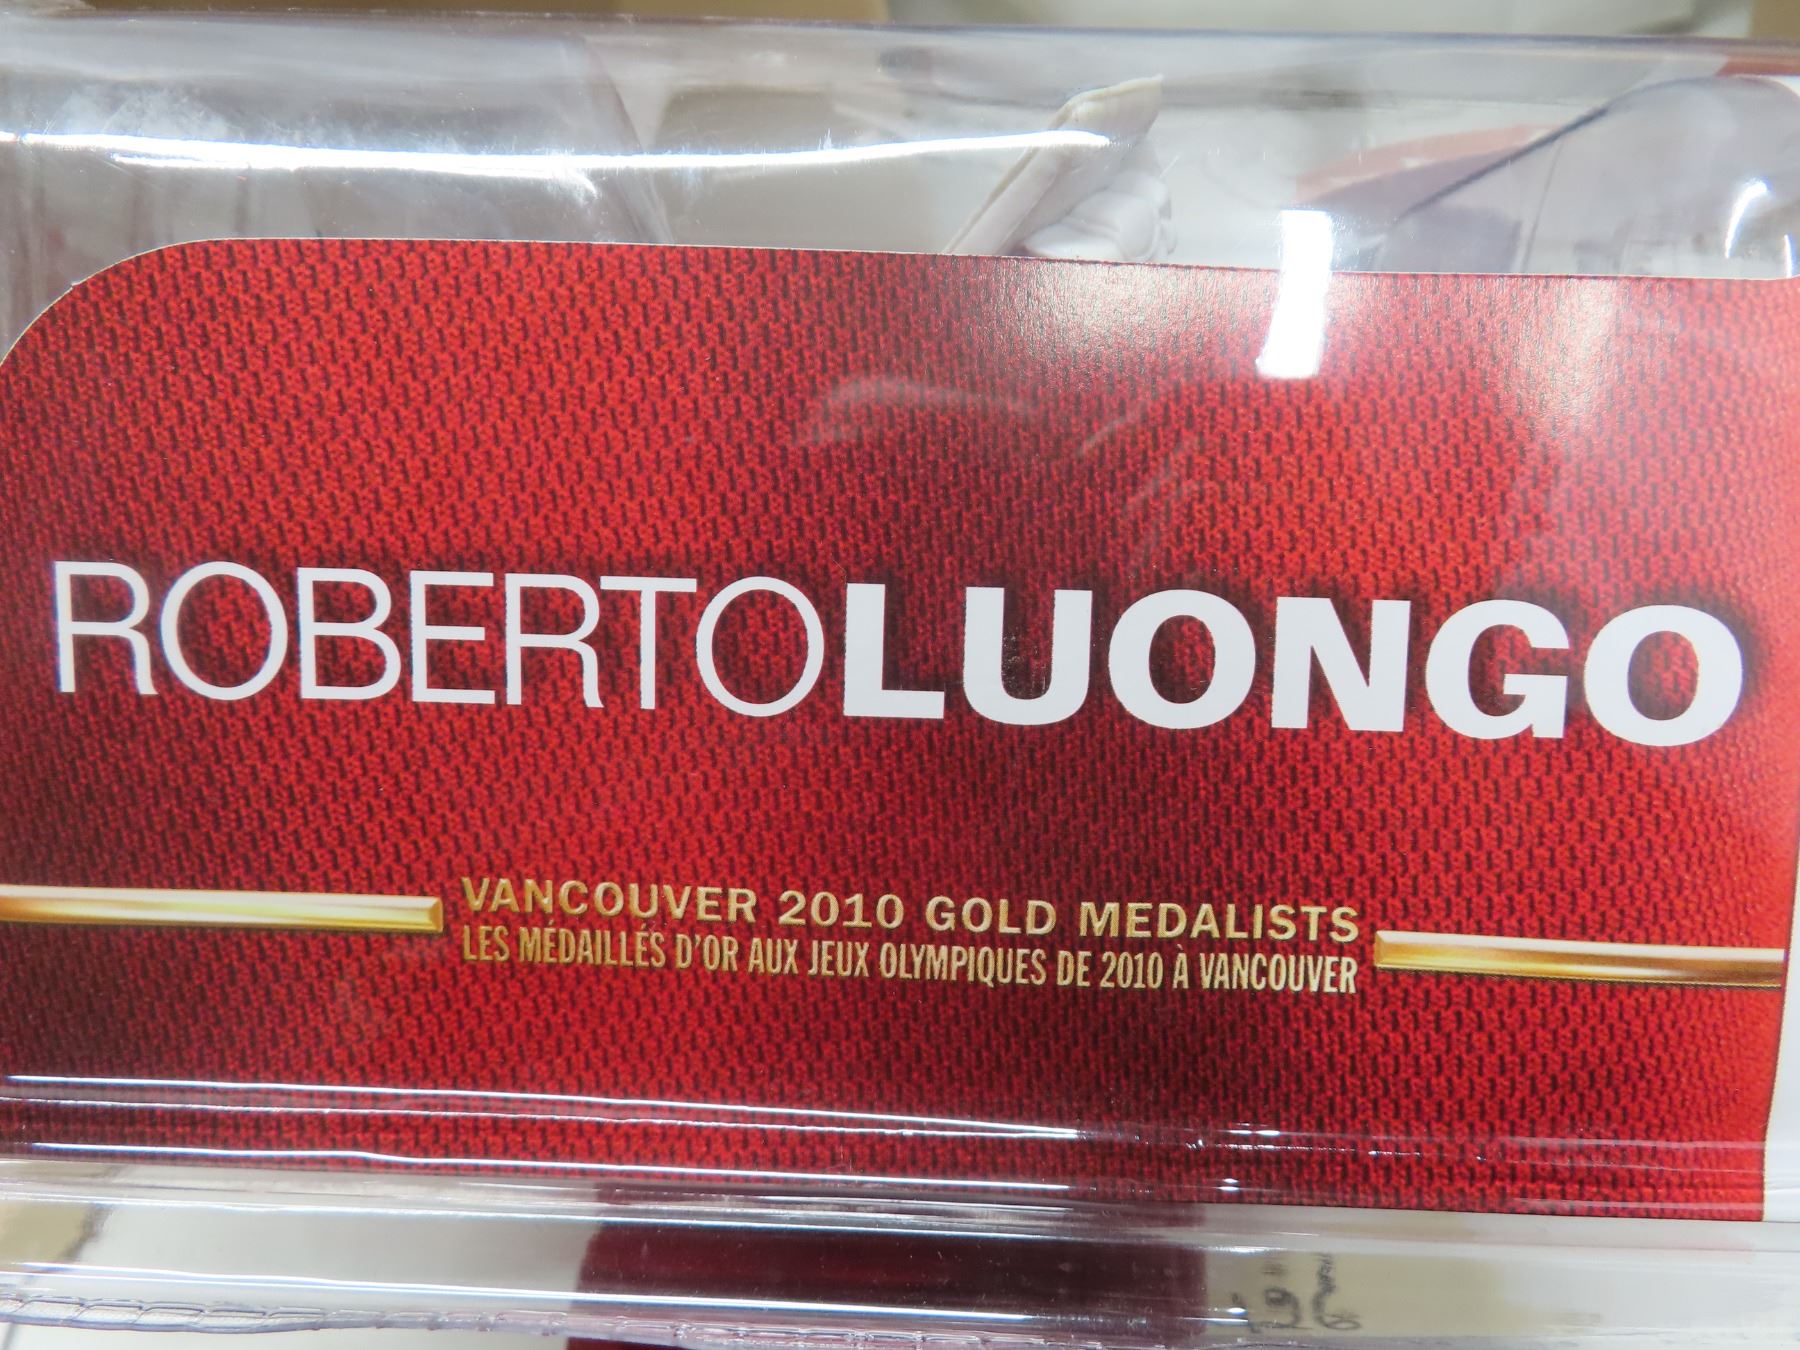 ROBERTOLUONGO
VANCOUVER 2010 GOLD MEDALISTS
LES MÉDAILLÉS D'OR AUX JEUX OLYMPIQUES DE 2010 À VANCOUVER